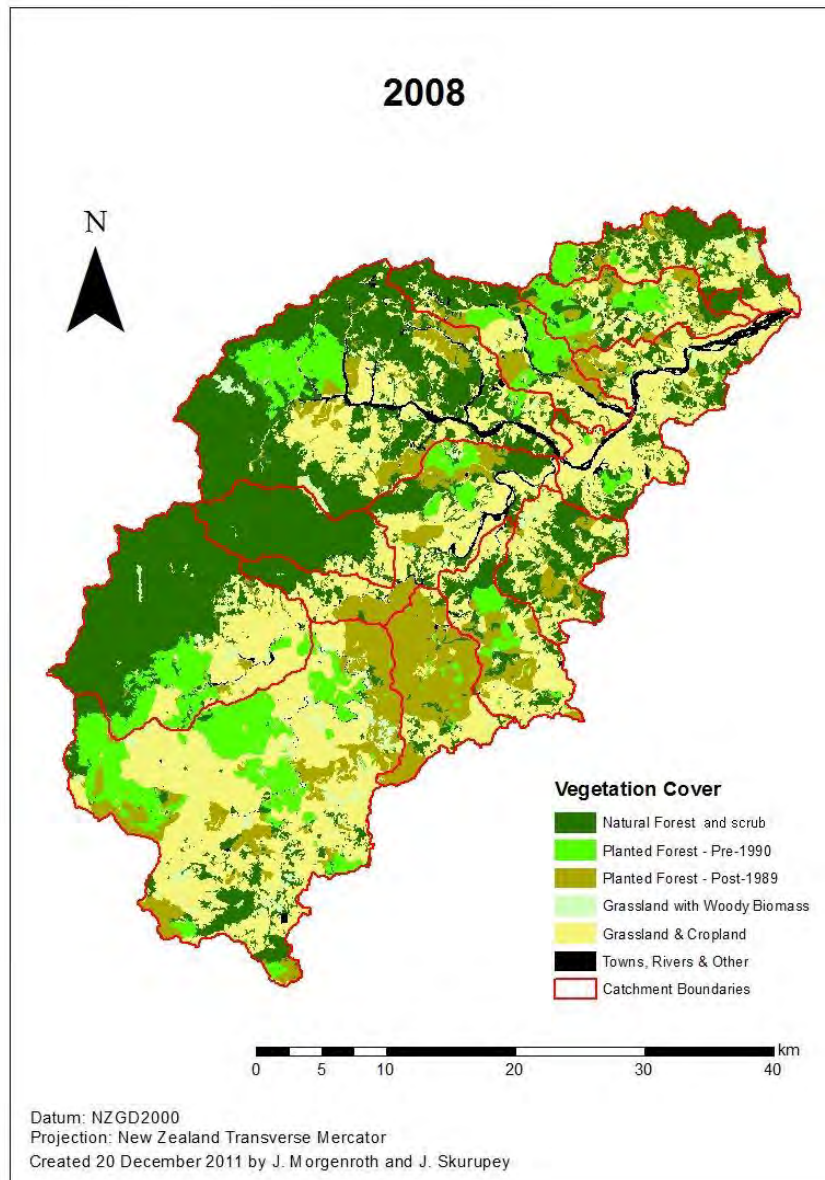 2008
N
Vegetation Cover
Natural Forest and scrub
Planted Forest - Pre-1990
Planted Forest - Post-1989
Grassland with Woody Biomass
Grassland & Cropland
Towns, Rivers & Other
Catchment Boundaries
km
0 5 10 20 30 40
Datum: NZGD2000
Projection: New Zealand Transverse Mercator
Created 20 December 2011 by J. Morgenroth and J. Skurupey